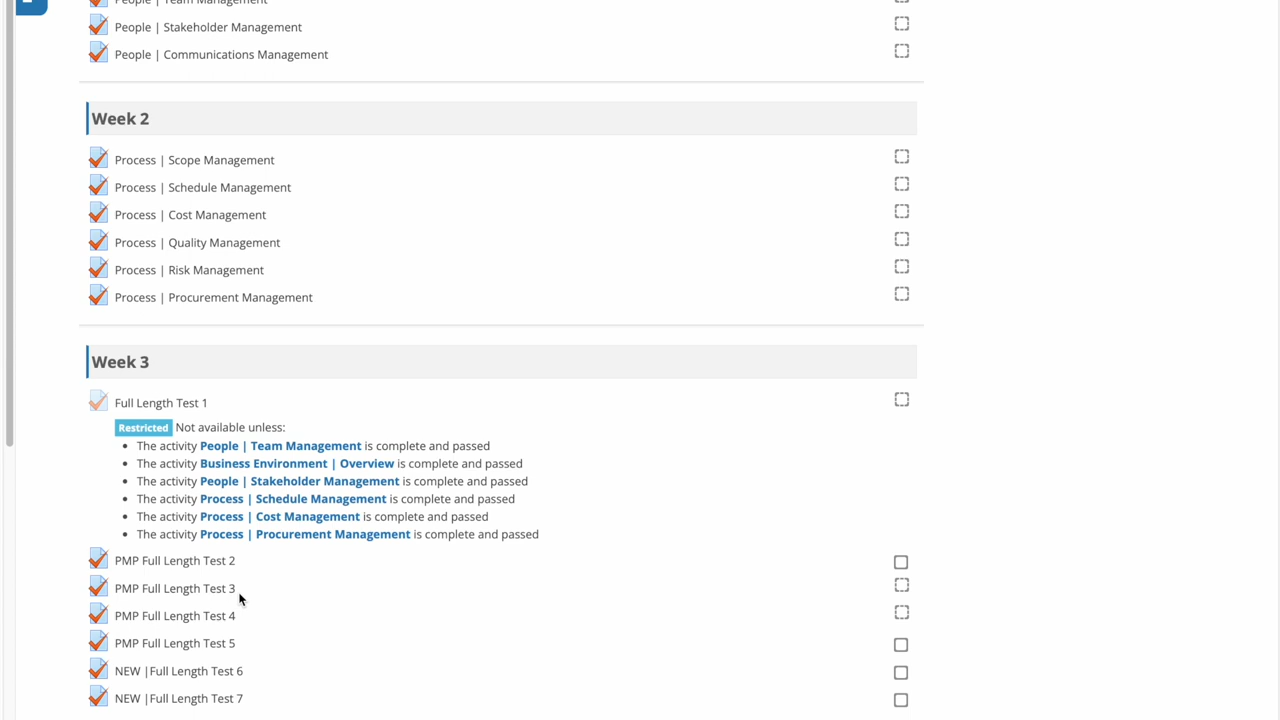 People | Team Management
People | Stakeholder Management
People | Communications Management
Week 2
Process | Scope Management
Process | Schedule Management
Process | Cost Management
Process | Quality Management
Process | Risk Management
Process | Procurement Management
Week 3
Full Length Test 1
Restricted Not available unless:
• The activity People | Team Management is complete and passed
• The activity Business Environment | Overview is complete and passed
• The activity People | Stakeholder Management is complete and passed
• The activity Process | Schedule Management is complete and passed
• The activity Process | Cost Management is complete and passed
• The activity Process | Procurement Management is complete and passed
PMP Full Length Test 2
PMP Full Length Test 3
PMP Full Length Test 4
PMP Full Length Test 5
NEW |Full Length Test 6
NEW |Full Length Test 7